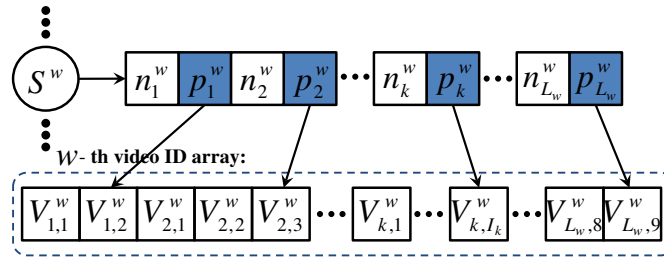 S^w n_1^w p_1^w n_2^w p_2^w ••• n_k^w p_k^w ••• n_{L_w}^w p_{L_w}^w
w- th video ID array:
V_{1,1}^w V_{1,2}^w V_{2,1}^w V_{2,2}^w V_{2,3}^w ••• V_{k,1}^w ••• V_{k,I_k}^w ••• V_{L_w,8}^w V_{L_w,9}^w